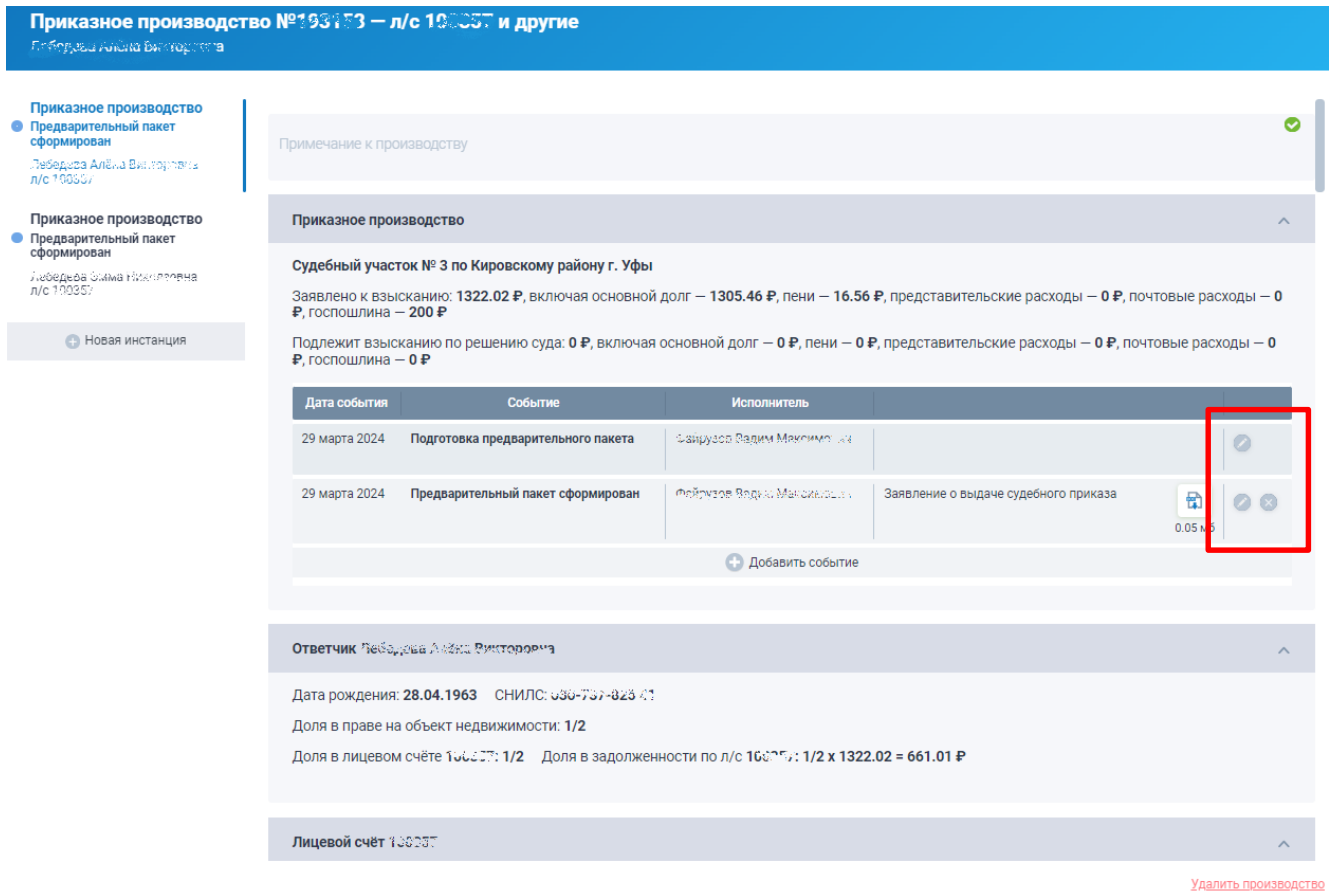 Приказное производство № — л/с и другие
Приказное производство
Предварительный пакет
сформирован
л/с
Приказное производство
Предварительный пакет
сформирован
л/с
Новая инстанция
Примечание к производству
Приказное производство
Судебный участок № 3 по Кировскому району г. Уфы
Заявлено к взысканию: 1322.02 ₽, включая основной долг — 1305.46 ₽, пени — 16.56 ₽, представительские расходы — 0 ₽, почтовые расходы — 0
₽, госпошлина — 200 ₽
Подлежит взысканию по решению суда: 0 ₽, включая основной долг — 0 ₽, пени — 0 ₽, представительские расходы — 0 ₽, почтовые расходы — 0
₽, госпошлина — 0 ₽
Дата события Событие Исполнитель
29 марта 2024 Подготовка предварительного пакета
29 марта 2024 Предварительный пакет сформирован Заявление о выдаче судебного приказа
0.05 мб
Добавить событие
Ответчик
Дата рождения: 28.04.1963 СНИЛС:
Доля в праве на объект недвижимости: 1/2
Доля в лицевом счёте : 1/2 Доля в задолженности по л/с : 1/2 x 1322.02 = 661.01 ₽
Лицевой счёт
Удалить производство